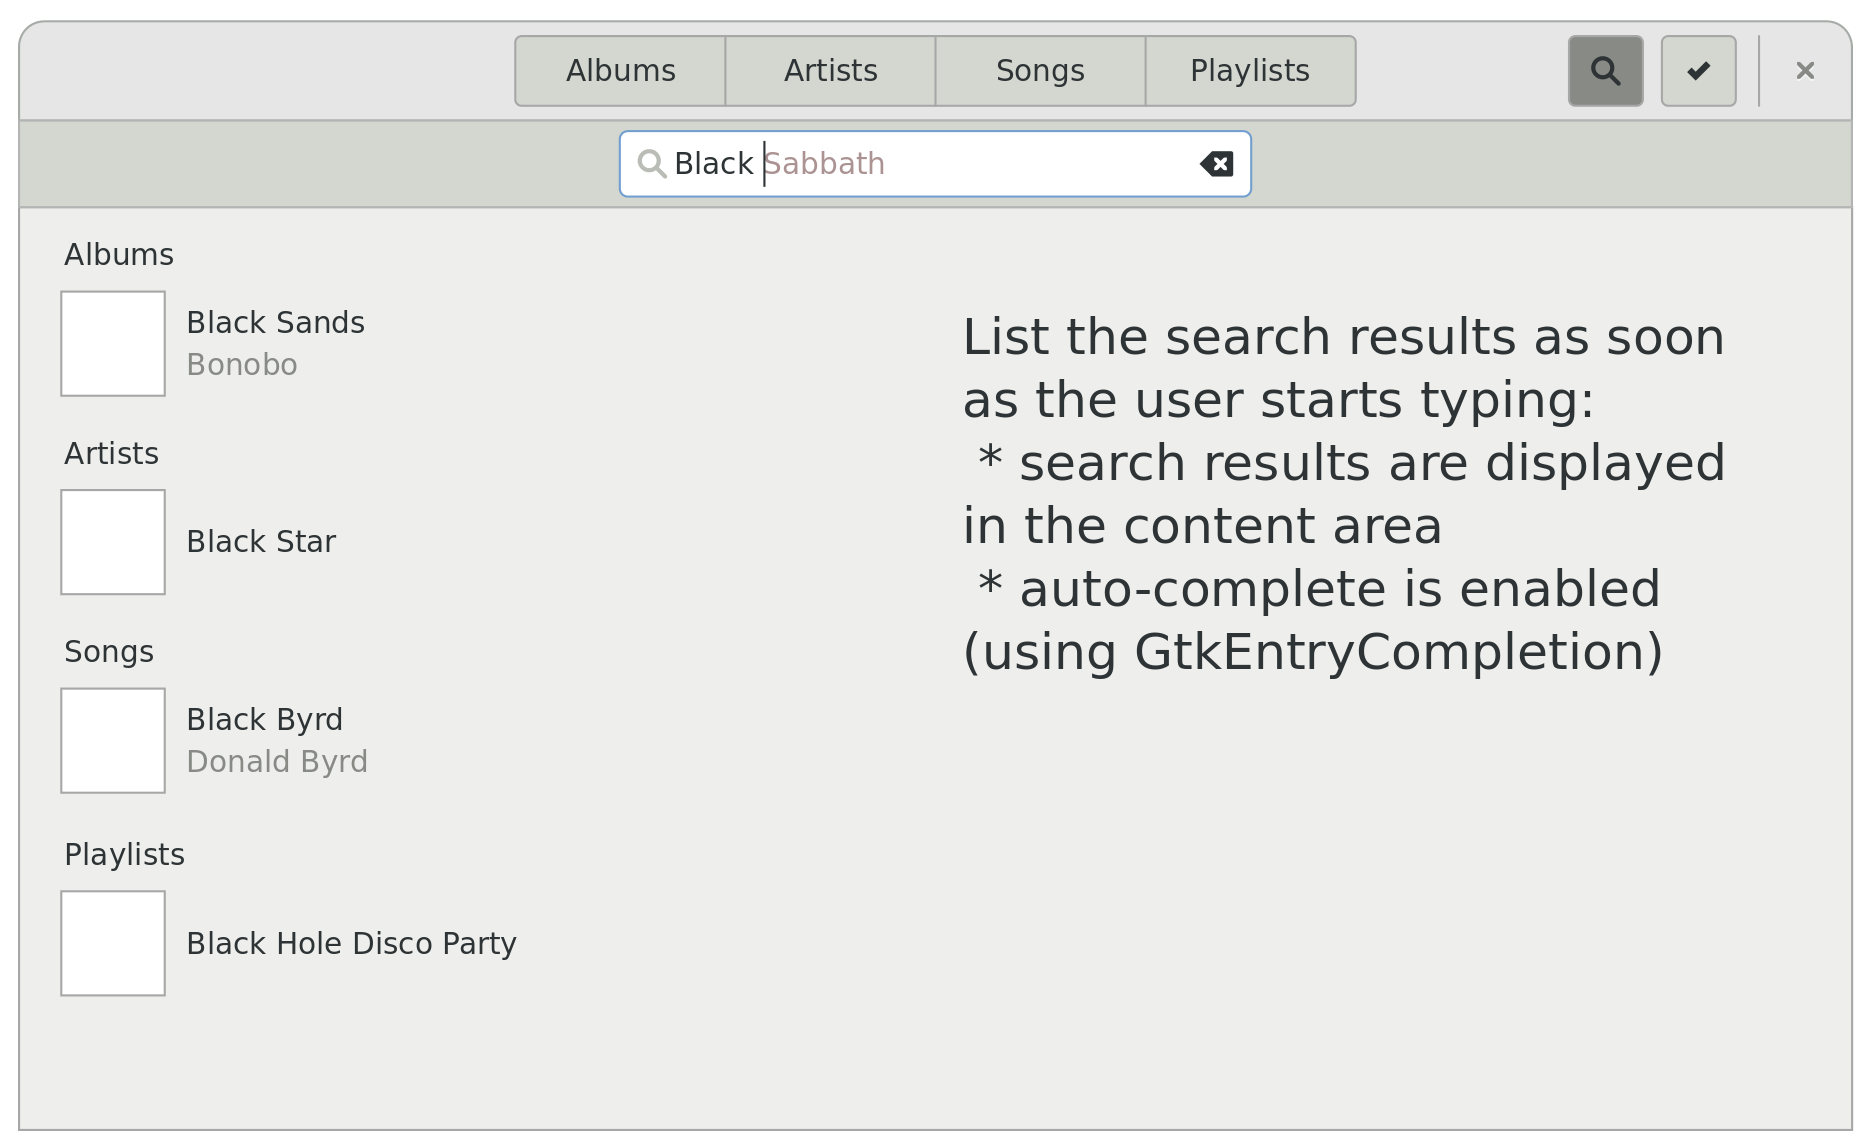 Albums Artists Songs Playlists
Black Sabbath
Albums
Black Sands
Bonobo
Artists
Black Star
Songs
Black Byrd
Donald Byrd
Playlists
Black Hole Disco Party
List the search results as soon
as the user starts typing:
* search results are displayed
in the content area
* auto-complete is enabled
(using GtkEntryCompletion)